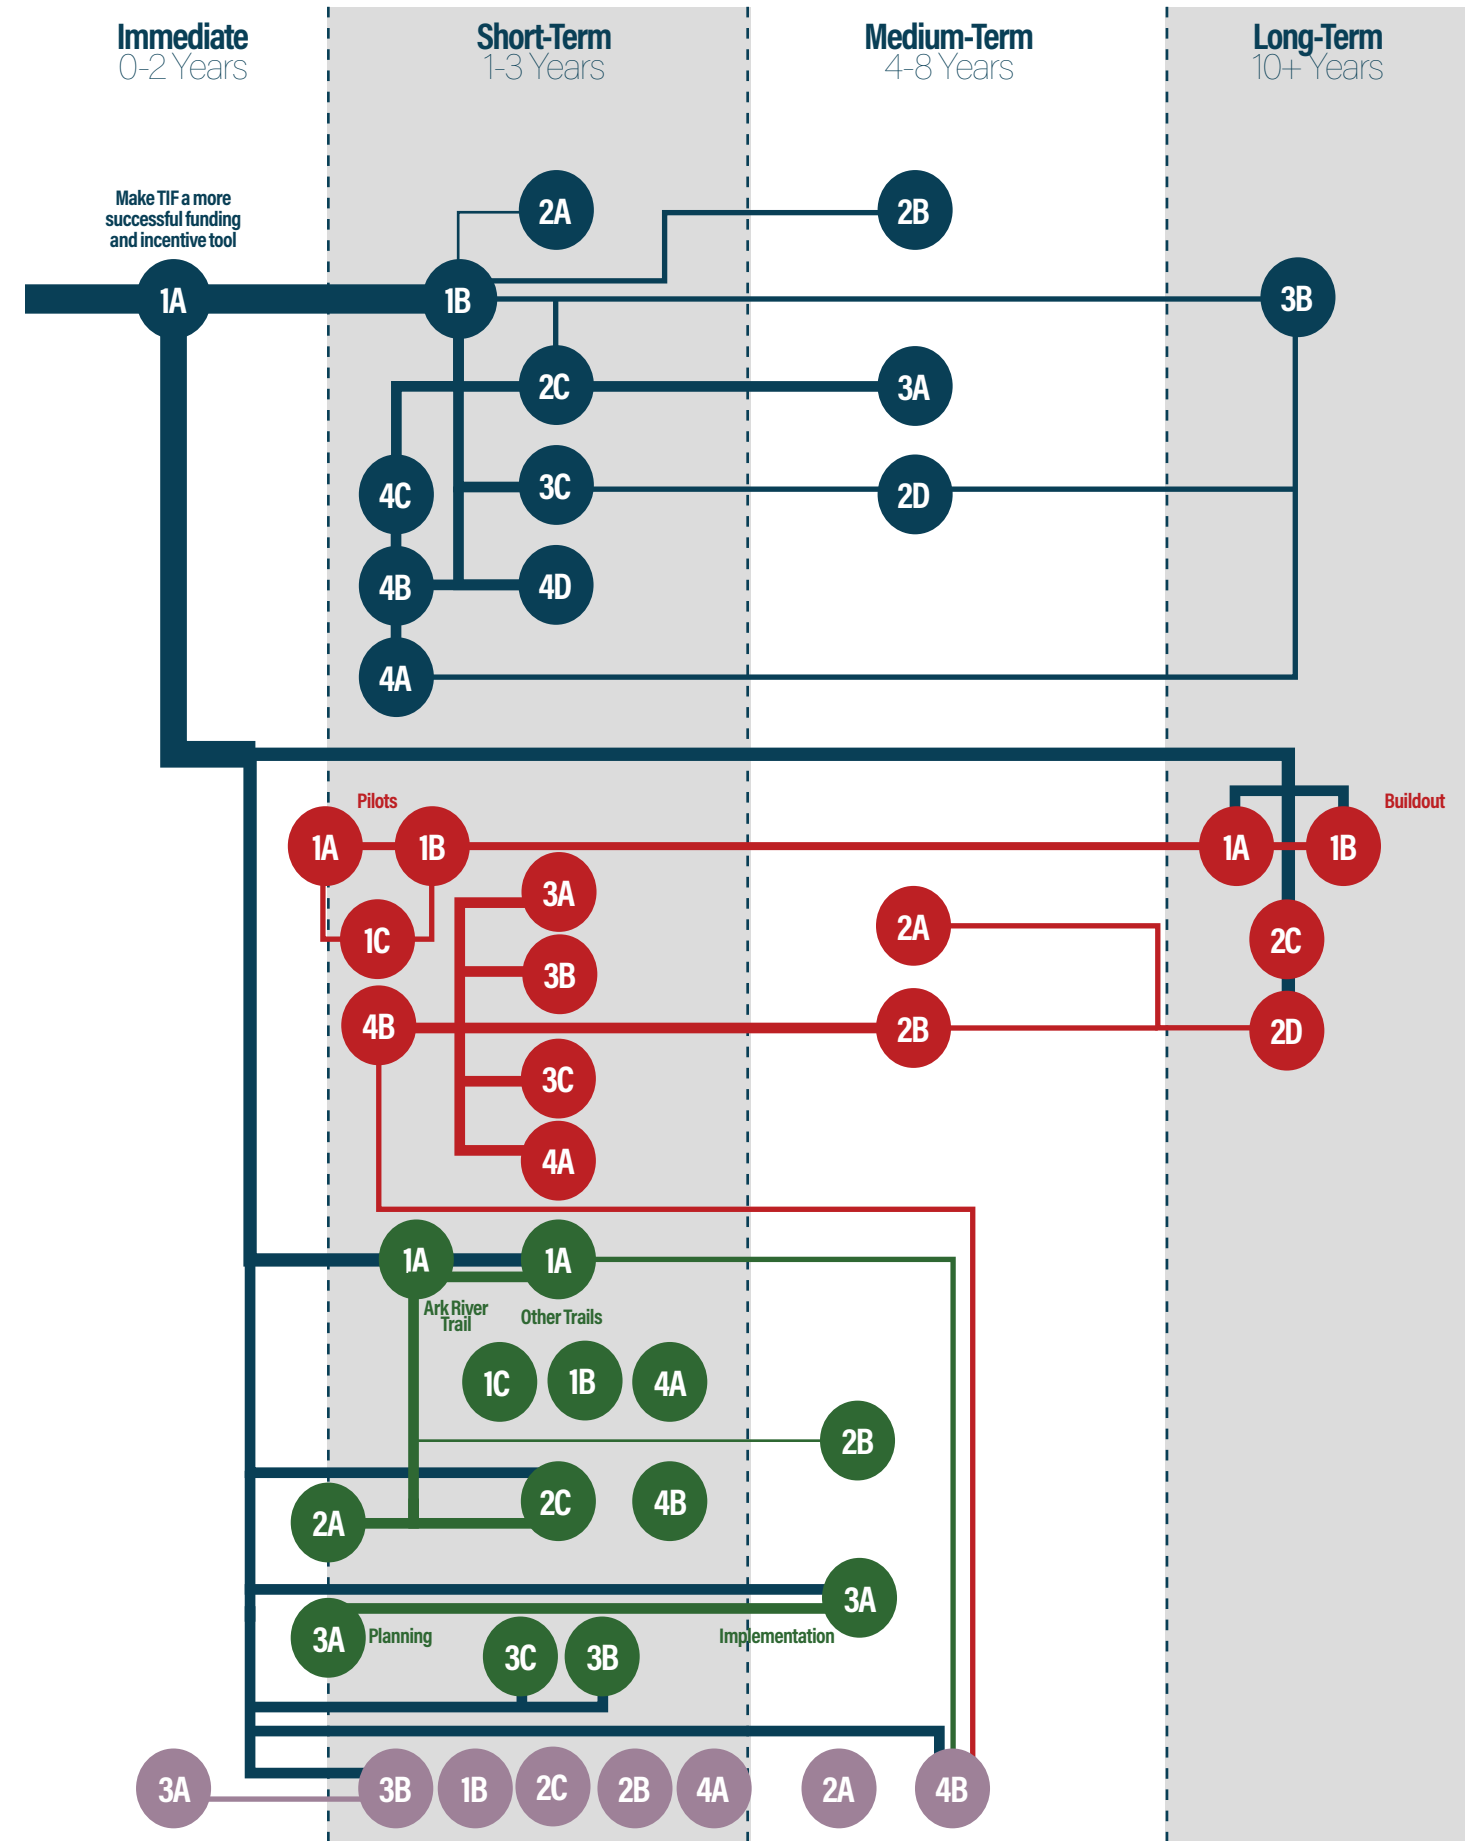 Immediate
0-2 Years
Short-Term
1-3 Years
Medium-Term
4-8 Years
Long-Term
10+ Years
Make TIF a more
successful funding
and incentive tool
2A
2B
1A
1B
3B
2C
3A
4C
3C
2D
4B
4D
4A
Pilots
Buildout
1A
1B
1A
1B
3A
2A
1C
2C
3B
4B
2B
2D
3C
4A
1A
1A
Ark River
Trail
Other Trails
1C
1B
4A
2B
2C
4B
2A
3A
3A
Planning
Implementation
3C
3B
3A
3B
1B
2C
2B
4A
2A
4B